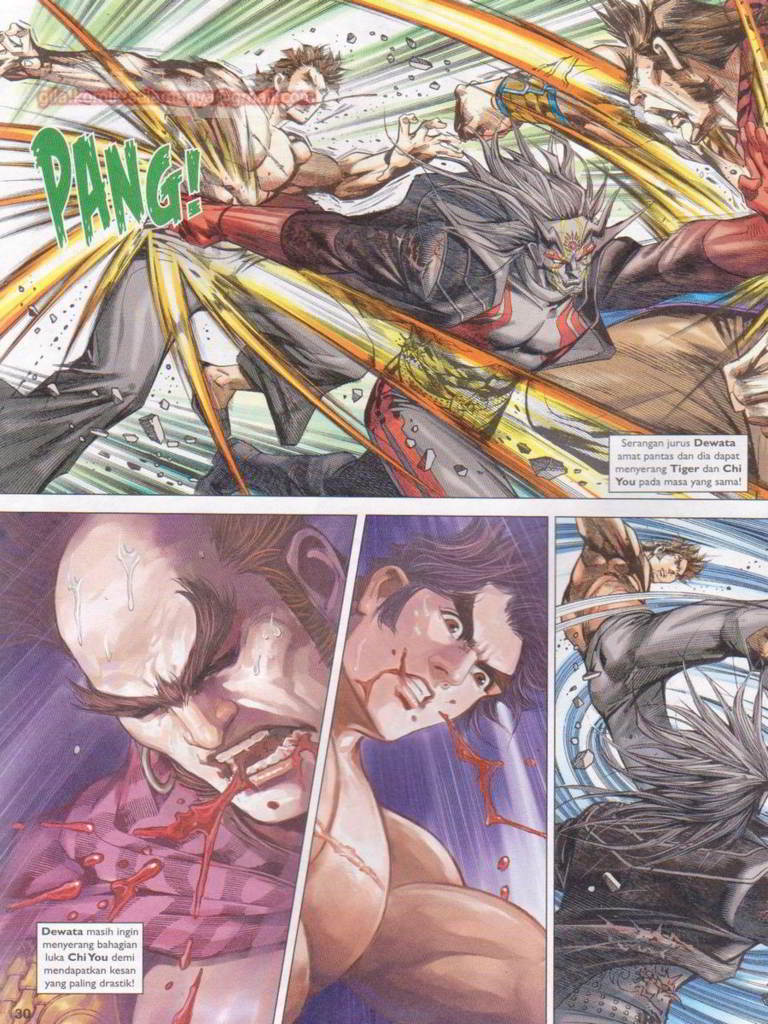 PANG!
Serangan jurus Dewata
amat pantas dan dia dapat
menyerang Tiger dan Chi
You pada masa yang sama!
Dewata masih ingin
menyerang bahagian
luka Chi You demi
mendapatkan kesan
yang paling drastik!
30